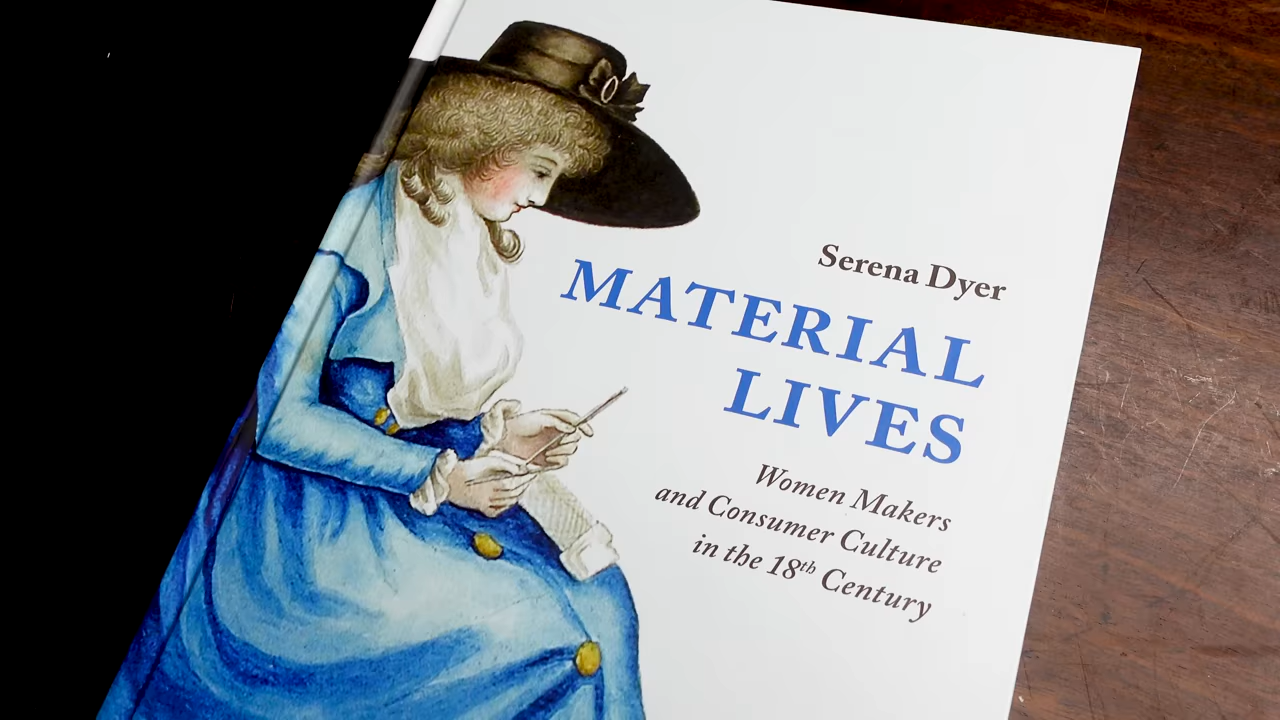 Serena Dyer
MATERIAL
LIVES
Women Makers
and Consumer Culture
in the 18th Century